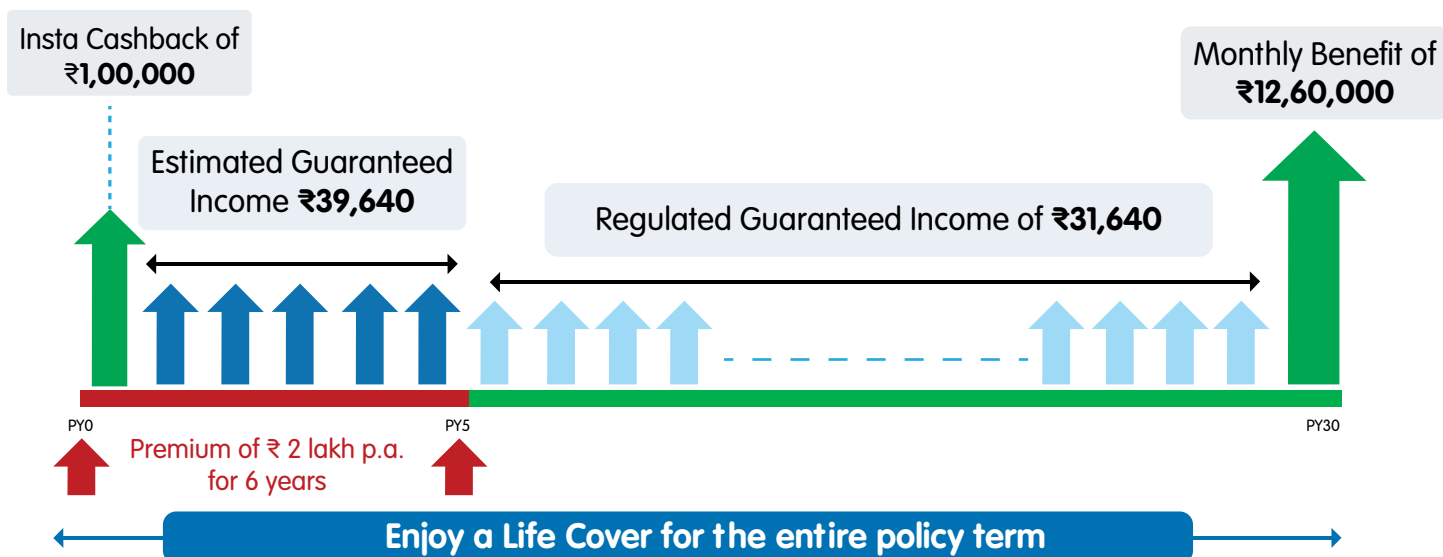 Insta Cashback of
₹1,00,000
Monthly Benefit of
₹12,60,000
Estimated Guaranteed
Income ₹39,640
Regulated Guaranteed Income of ₹31,640
PY0
PY5
PY30
Premium of ₹ 2 lakh p.a.
for 6 years
Enjoy a Life Cover for the entire policy term